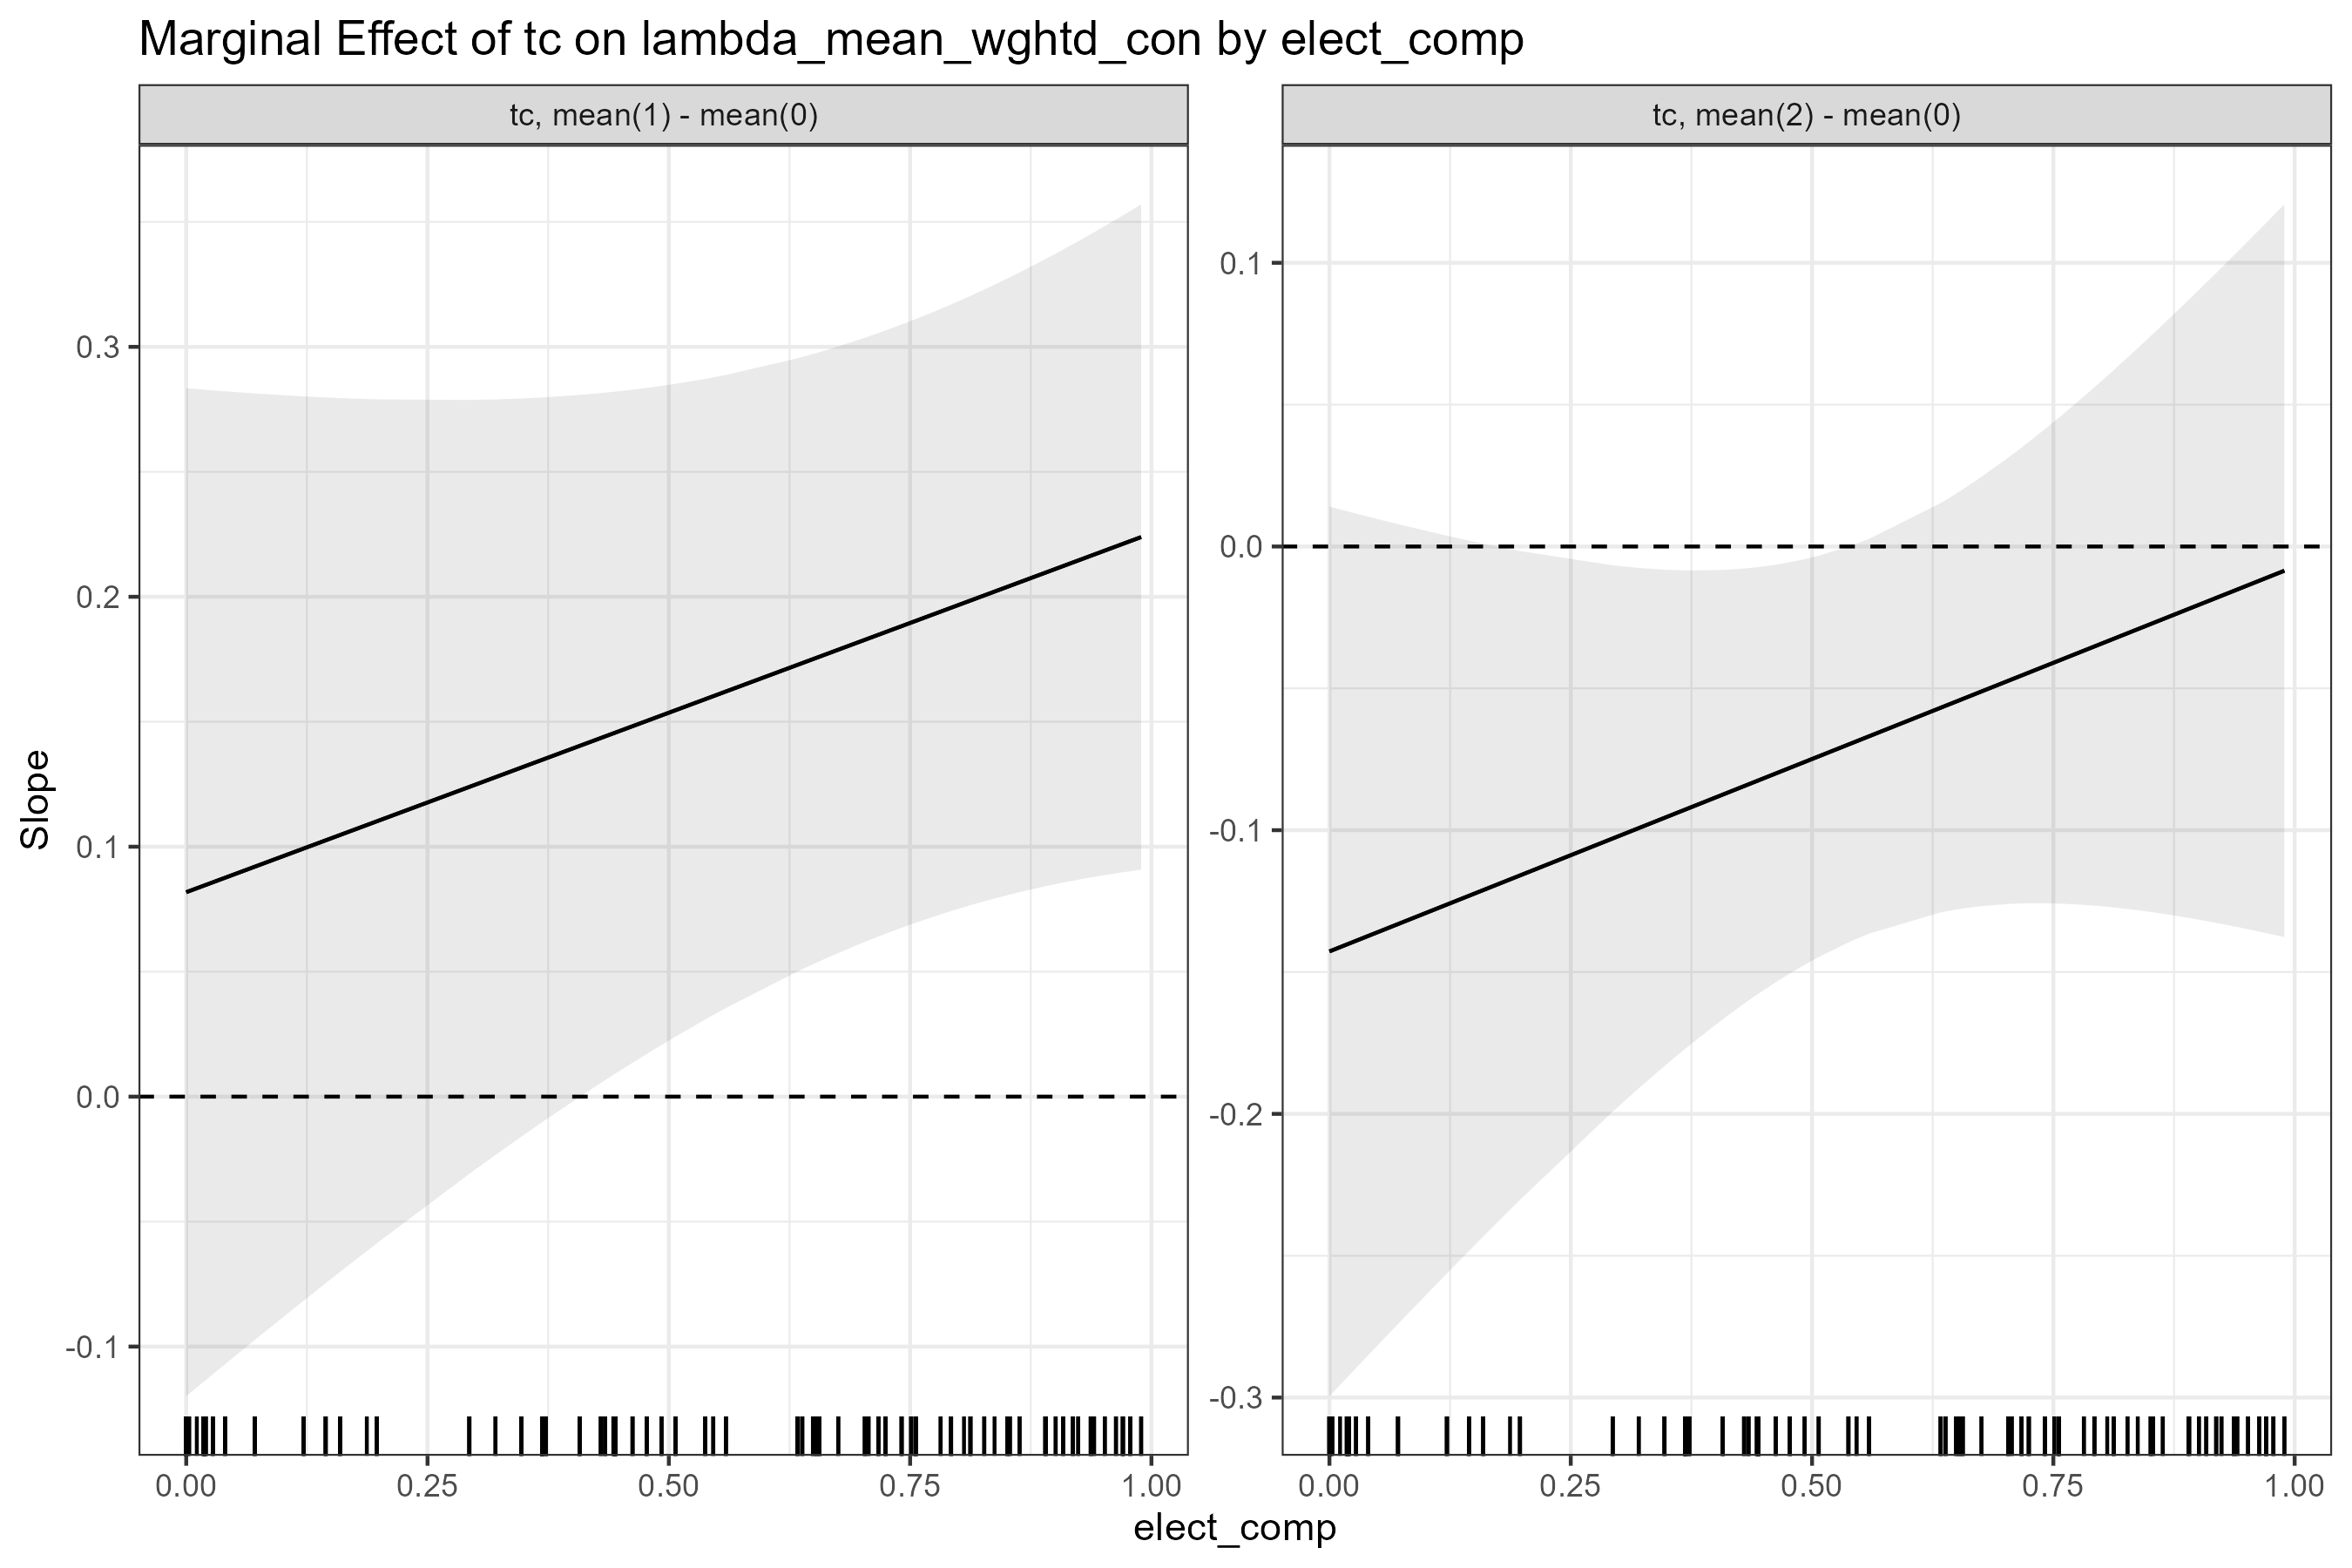 Marginal Effect of tc on lambda_mean_wghtd_con by elect_comp
tc, mean(1) - mean(0)
tc, mean(2) - mean(0)
Slope
0.3
0.2
0.1
0.0
-0.1
0.1
0.0
-0.1
-0.2
-0.3
0.00 0.25 0.50 0.75 1.00
0.00 0.25 0.50 0.75 1.00
elect_comp